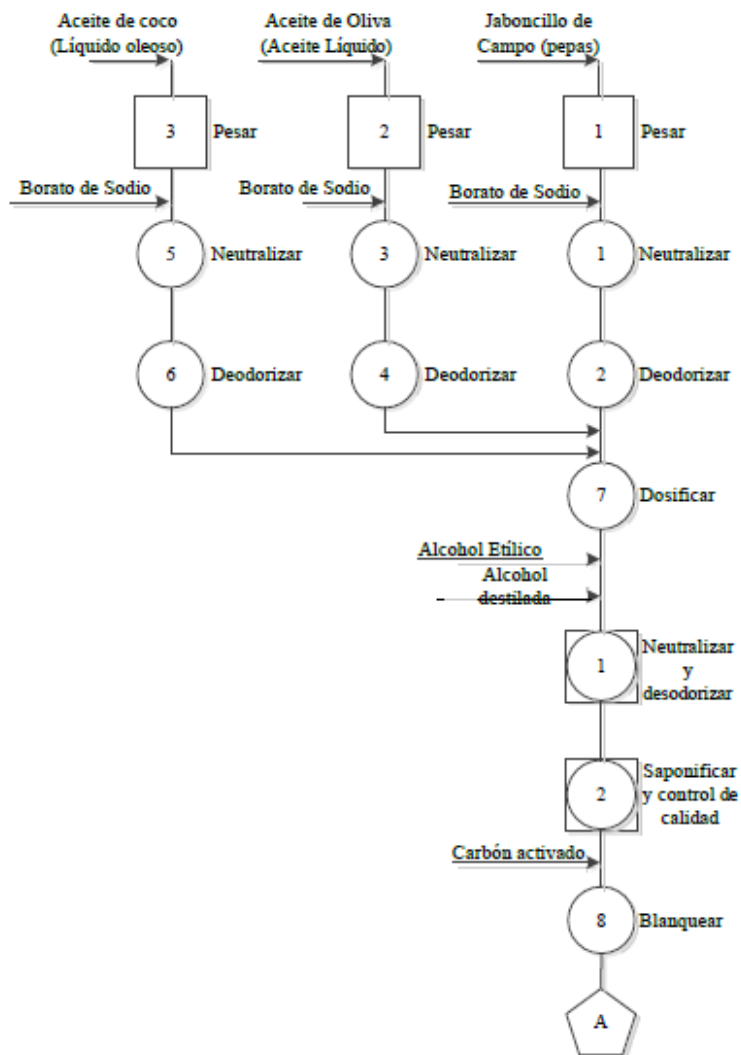 Aceite de coco
(Líquido oleoso)
Aceite de Oliva
(Aceite Líquido)
Jaboncillo de
Campo (pepas)
3
Pesar
2
Pesar
1
Pesar
Borato de Sodio
Borato de Sodio
Borato de Sodio
5
Neutralizar
3
Neutralizar
1
Neutralizar
6
Deodorizar
4
Deodorizar
2
Deodorizar
7
Dosificar
Alcohol Etílico
Alcohol
destilada
1
Neutralizar
y
desodorizar
2
Saponificar
y control de
calidad
Carbón activado
8
Blanquear
A